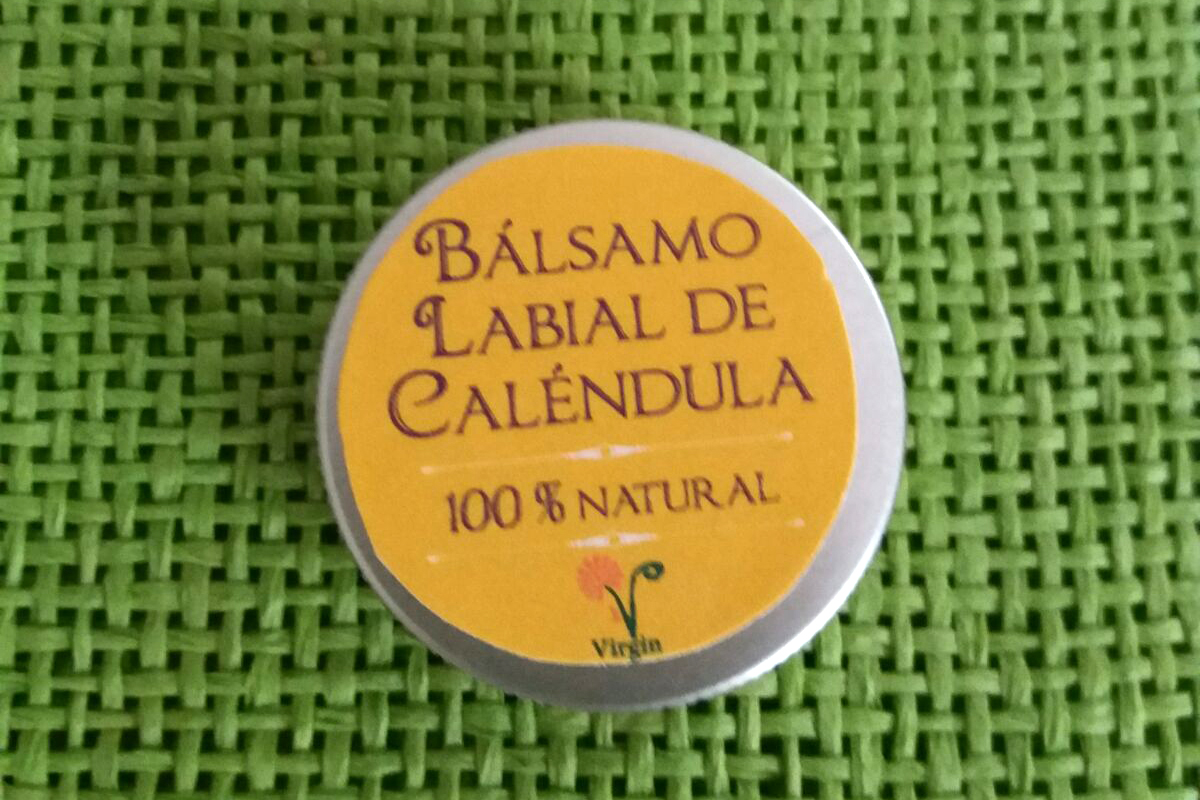 BÁLSAMO
LABIAL DE
CALÉNDULA
100 % NATURAL
Virgin